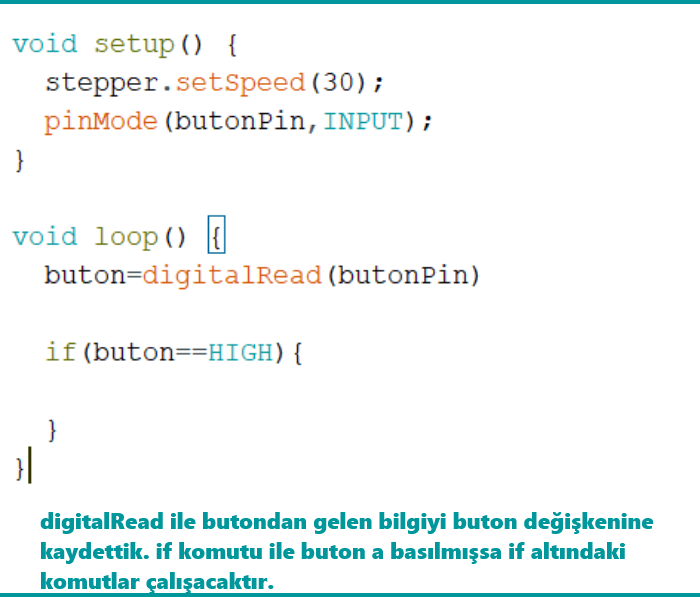 void setup() {
stepper.setSpeed(30);
pinMode(butonPin,INPUT);
}
void loop() {
buton=digitalRead(butonPin)
if(buton==HIGH){
}
}
digitalRead ile butondan gelen bilgiyi buton değişkenine
kaydettik. if komutu ile buton a basılmışsa if altındaki
komutlar çalışacaktır.